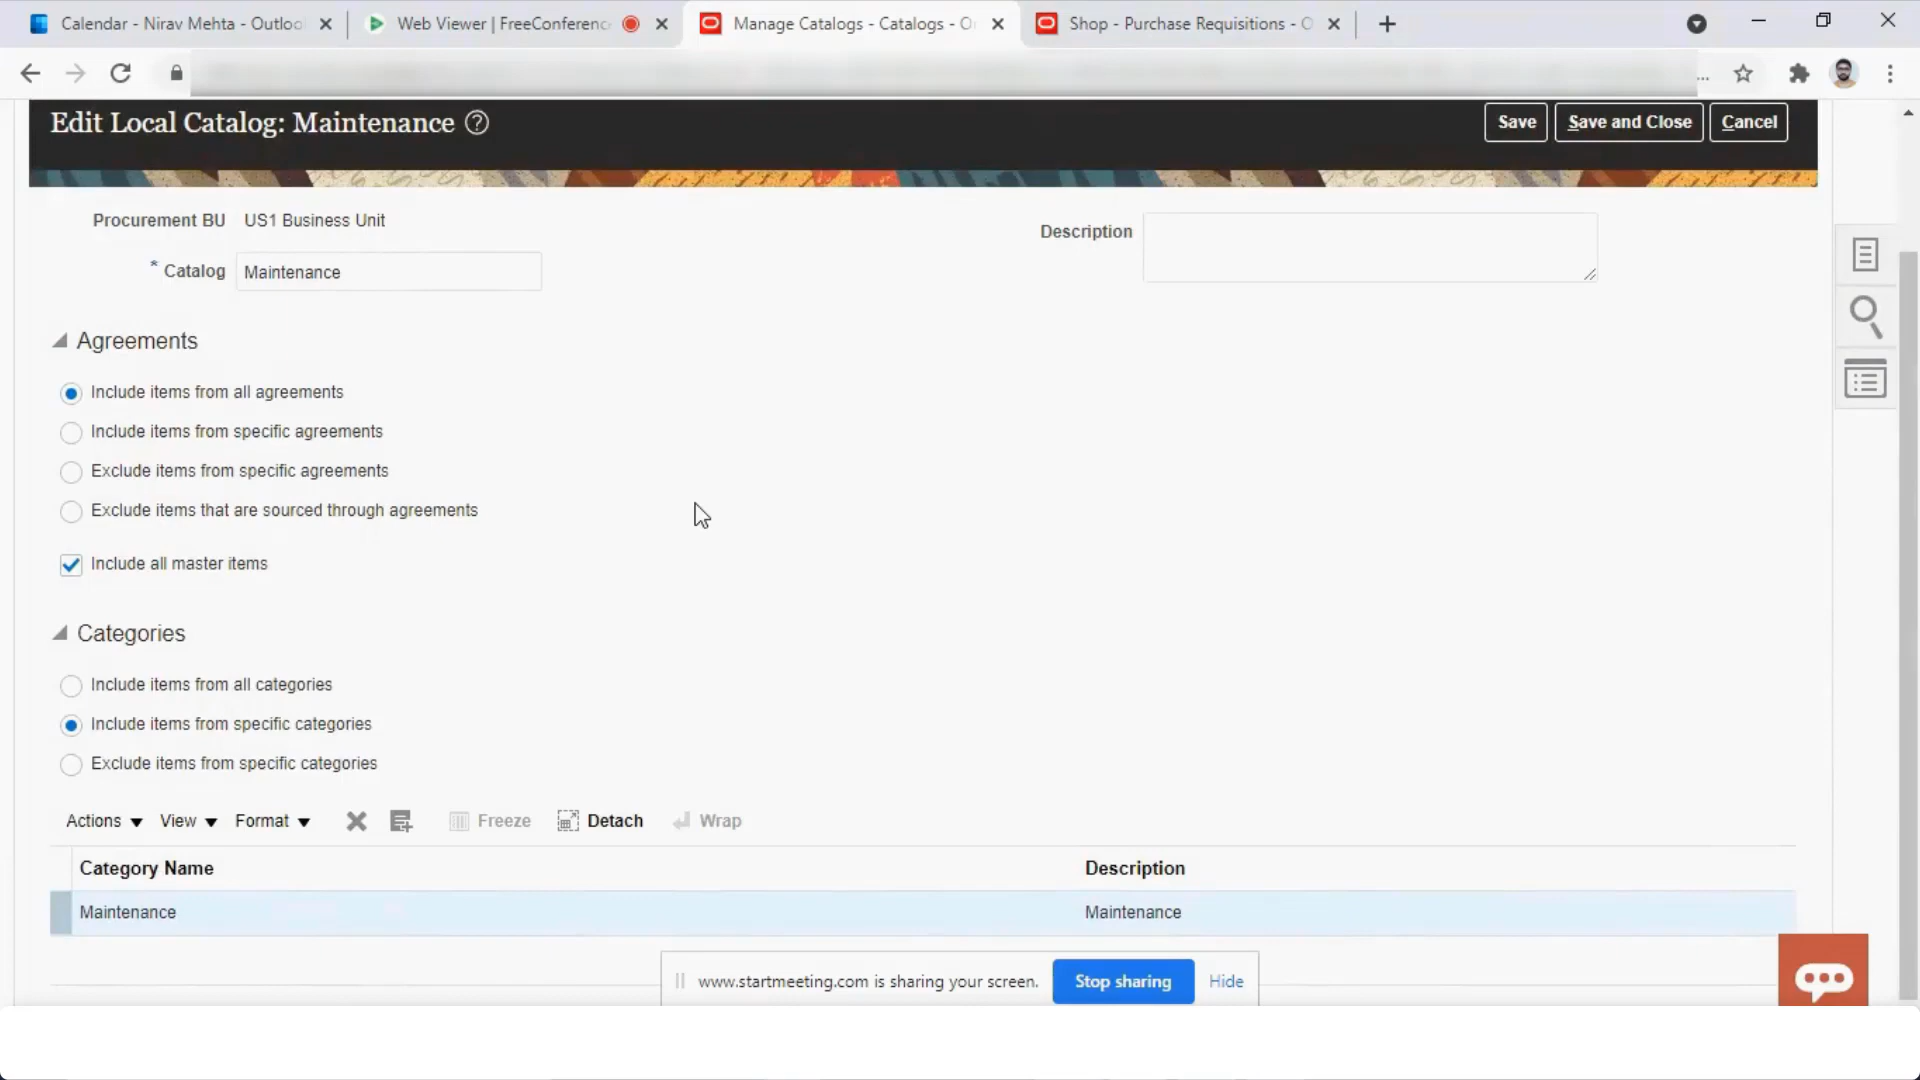 Calendar - Nirav Mehta - Outloo
Web Viewer | FreeConferenc
Manage Catalogs - Catalogs - O
Shop - Purchase Requisitions - O
...
Edit Local Catalog: Maintenance ?
Save
Save and Close
Cancel
Procurement BU US1 Business Unit
Description
* Catalog Maintenance
Agreements
Include items from all agreements
Include items from specific agreements
Exclude items from specific agreements
Exclude items that are sourced through agreements
Include all master items
Categories
Include items from all categories
Include items from specific categories
Exclude items from specific categories
Actions View Format Freeze Detach Wrap
Category Name Description
Maintenance Maintenance
www.startmeeting.com is sharing your screen. Stop sharing Hide